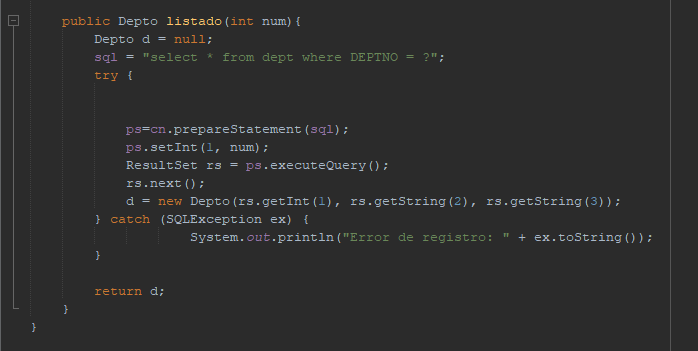 public Depto listado(int num){
Depto d = null;
sql = "select * from dept where DEPTNO = ?";
try {
ps=cn.prepareStatement(sql);
ps.setInt(1, num);
ResultSet rs = ps.executeQuery();
rs.next();
d = new Depto(rs.getInt(1), rs.getString(2), rs.getString(3));
} catch (SQLException ex) {
System.out.println("Error de registro: " + ex.toString());
}
return d;
}
}